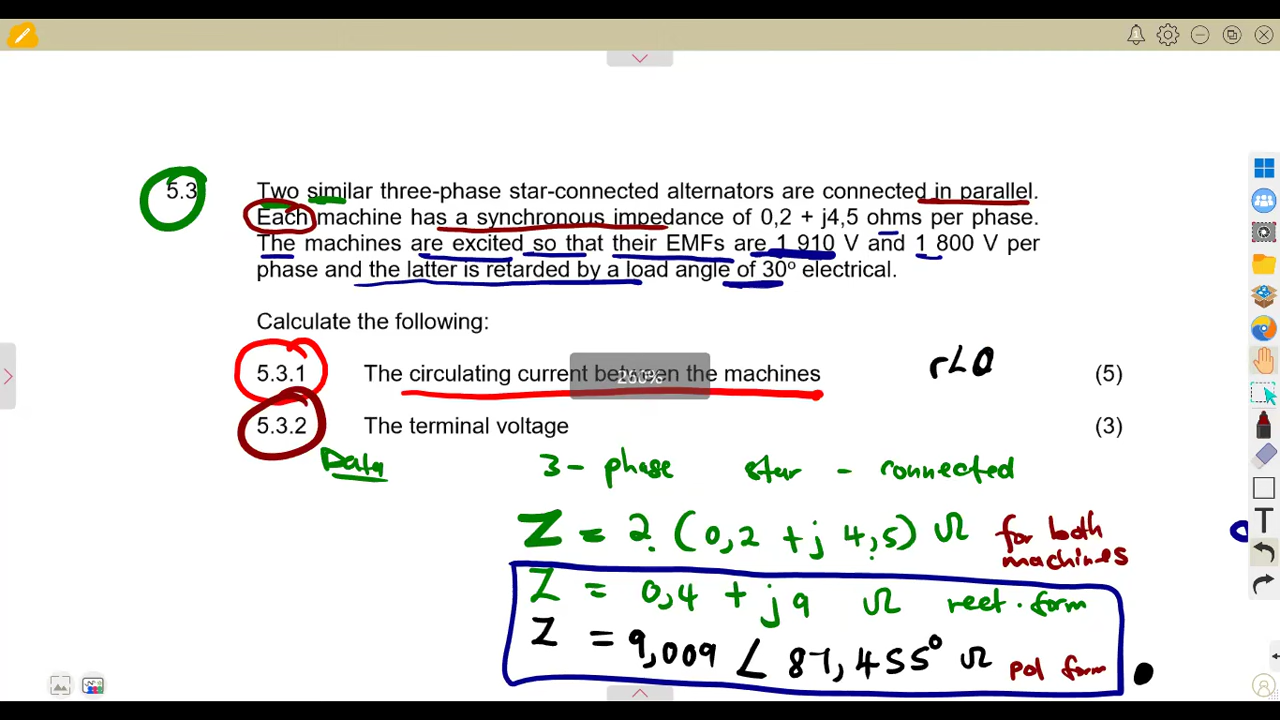 5.3 Two similar three-phase star-connected alternators are connected in parallel.
Each machine has a synchronous impedance of 0,2 + j4,5 ohms per phase.
The machines are excited so that their EMFs are 1 910 V and 1 800 V per
phase and the latter is retarded by a load angle of 30° electrical.
Calculate the following:
r∠θ
5.3.1 The circulating current between the machines (5)
230%
5.3.2 The terminal voltage (3)
Data 3 - phase star - connected
Z = 2 (0,2 + j 4,5) Ω for both
machines
Z = 0,4 + j9 Ω rect. form
Z = 9,009 ∠ 87,455° Ω pol form
T